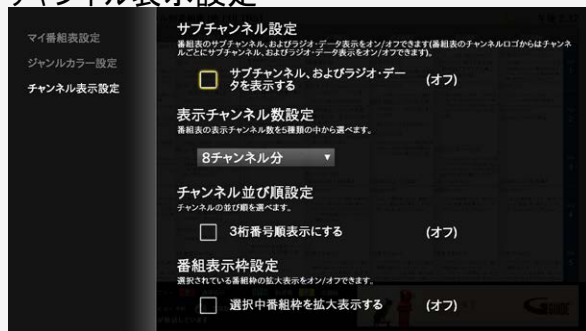 チャンネル表示設定
マイ番組表設定
ジャンルカラー設定
チャンネル表示設定
サブチャンネル設定
番組表のサブチャンネル、およびラジオ・データ表示をオン/オフできます(番組表のチャンネルロゴからはチャンネ
ルごとにサブチャンネル、およびラジオ・データ表示をオン/オフできます)。
サブチャンネル、およびラジオ・デー
タを表示する
(オフ)
表示チャンネル数設定
番組表の表示チャンネル数を5種類の中から選べます。
8チャンネル分
チャンネル並び順設定
チャンネルの並び順を選べます。
3桁番号順表示にする (オフ)
番組表示枠設定
選択されている番組枠の拡大表示をオン/オフできます。
選択中番組枠を拡大表示する (オフ)